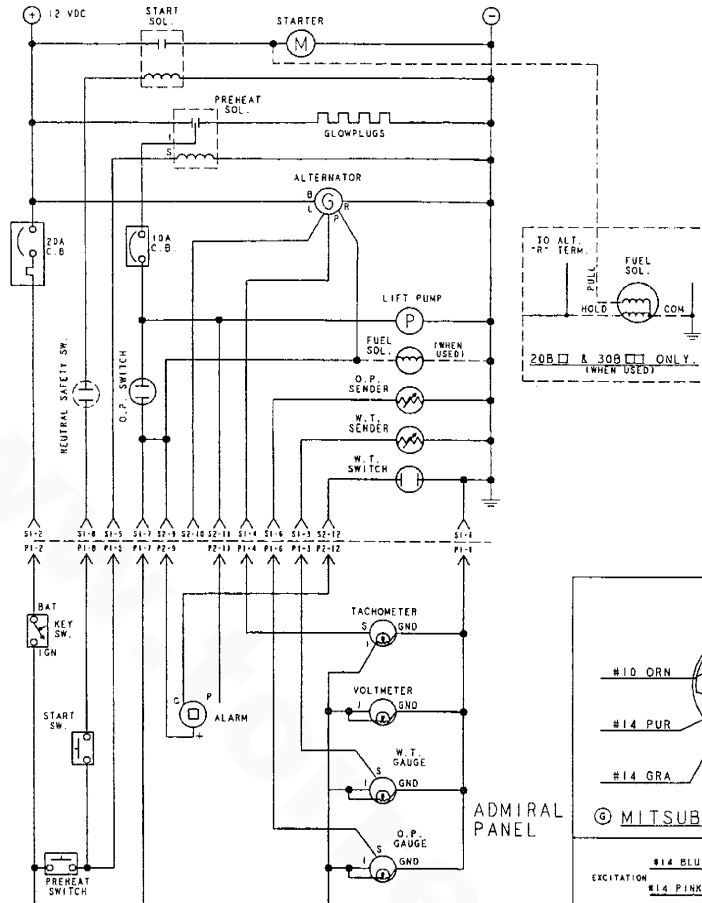 + 12 VDC
START
SOL.
STARTER
M
−
PREHEAT
SOL.
I
S
GLOWPLUGS
ALTERNATOR
B
L
G
R
P
20A
C.B
10A
C.B.
TO ALT.
"R" TERM.
PULL
FUEL
SOL.
HOLD
COM
20B & 30B ONLY.
(WHEN USED)
LIFT PUMP
P
FUEL
SOL.
(WHEN
USED)
O.P.
SENDER
W.T.
SENDER
W.T.
SWITCH
NEUTRAL SAFETY SW.
O.P. SWITCH
S1-2 S1-8 S1-5 S1-7 S2-9 S2-10 S2-11 S1-4 S1-6 S1-3 S2-12 S1-1
P1-2 P1-8 P1-5 P1-7 P2-9 P2-11 P1-4 P1-6 P1-3 P2-12 P1-1
BAT
KEY
SW.
IGN
START
SW.
PREHEAT
SWITCH
C
P
+
ALARM
TACHOMETER
S
I
GND
VOLTMETER
I
GND
W.T.
GAUGE
S
I
GND
O.P.
GAUGE
S
I
GND
ADMIRAL
PANEL
#10 ORN
#14 PUR
#14 GRA
G MITSUB
#14 BLU
EXCITATION
#14 PINK